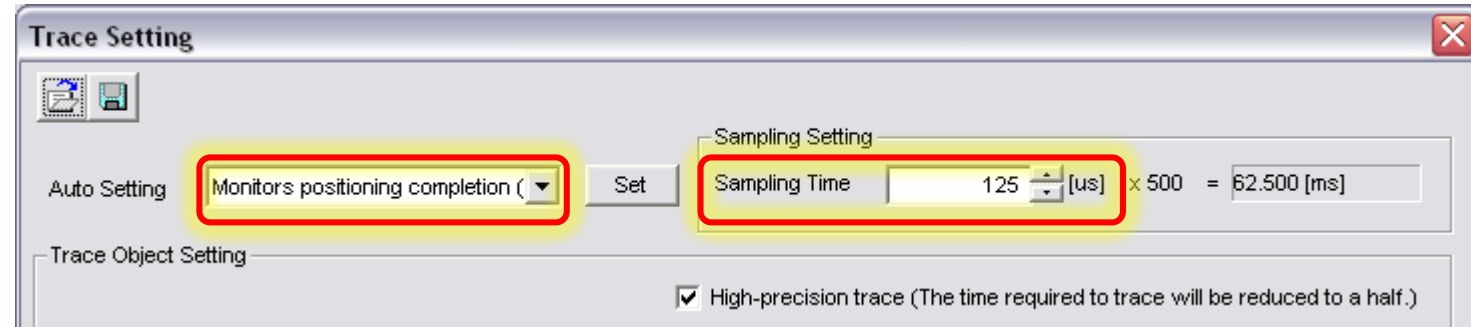 Trace Setting
Sampling Setting
Auto Setting Monitors positioning completion ( Set Sampling Time 125 [us] x 500 = 62.500 [ms]
Trace Object Setting
High-precision trace (The time required to trace will be reduced to a half.)